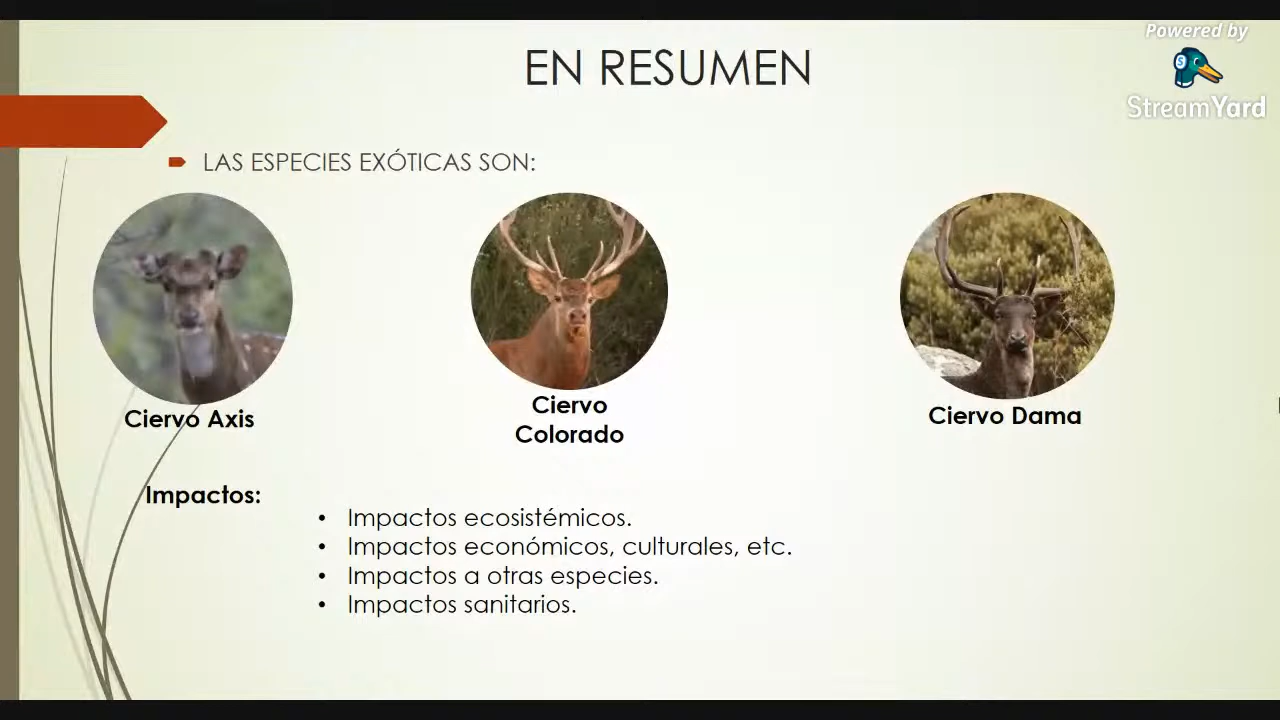 Powered by
StreamYard
EN RESUMEN
LAS ESPECIES EXÓTICAS SON:
Ciervo Axis
Ciervo
Colorado
Ciervo Dama
Impactos:
• Impactos ecosistémicos.
• Impactos económicos, culturales, etc.
• Impactos a otras especies.
• Impactos sanitarios.